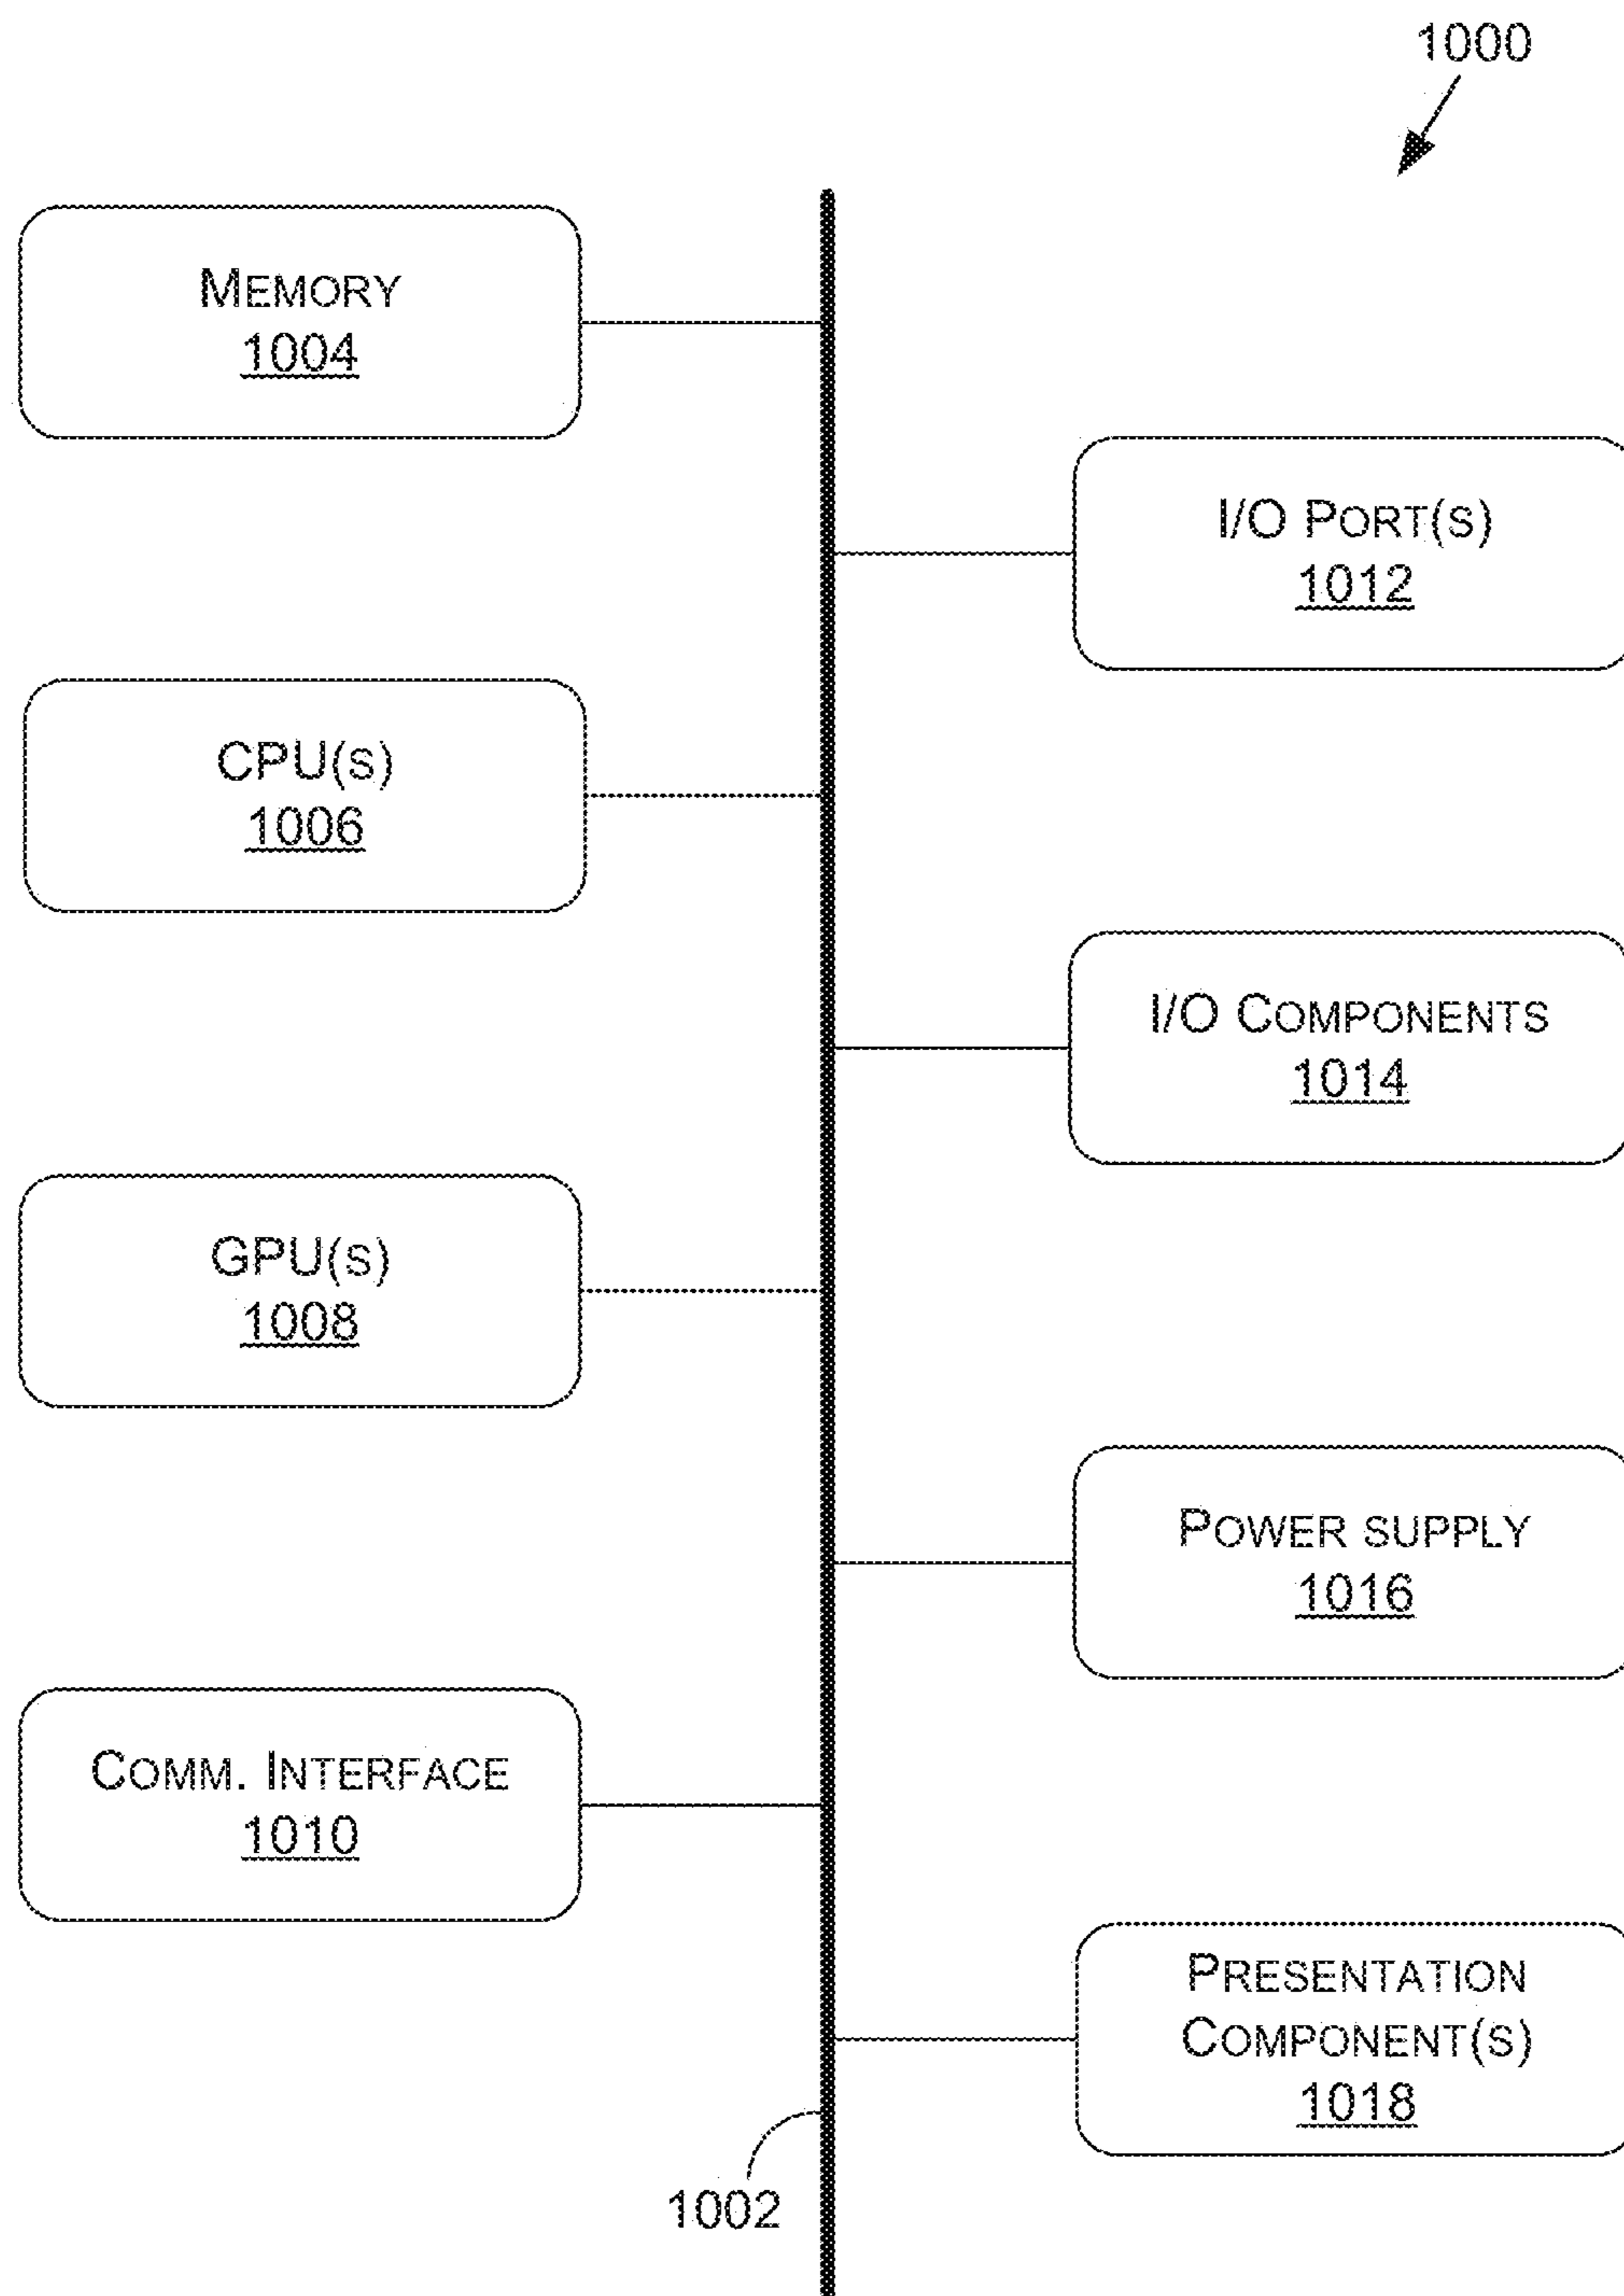 1000
MEMORY
1004
I/O PORT(S)
1012
CPU(S)
1006
I/O COMPONENTS
1014
GPU(S)
1008
POWER SUPPLY
1016
COMM. INTERFACE
1010
PRESENTATION
COMPONENT(S)
1018
1002